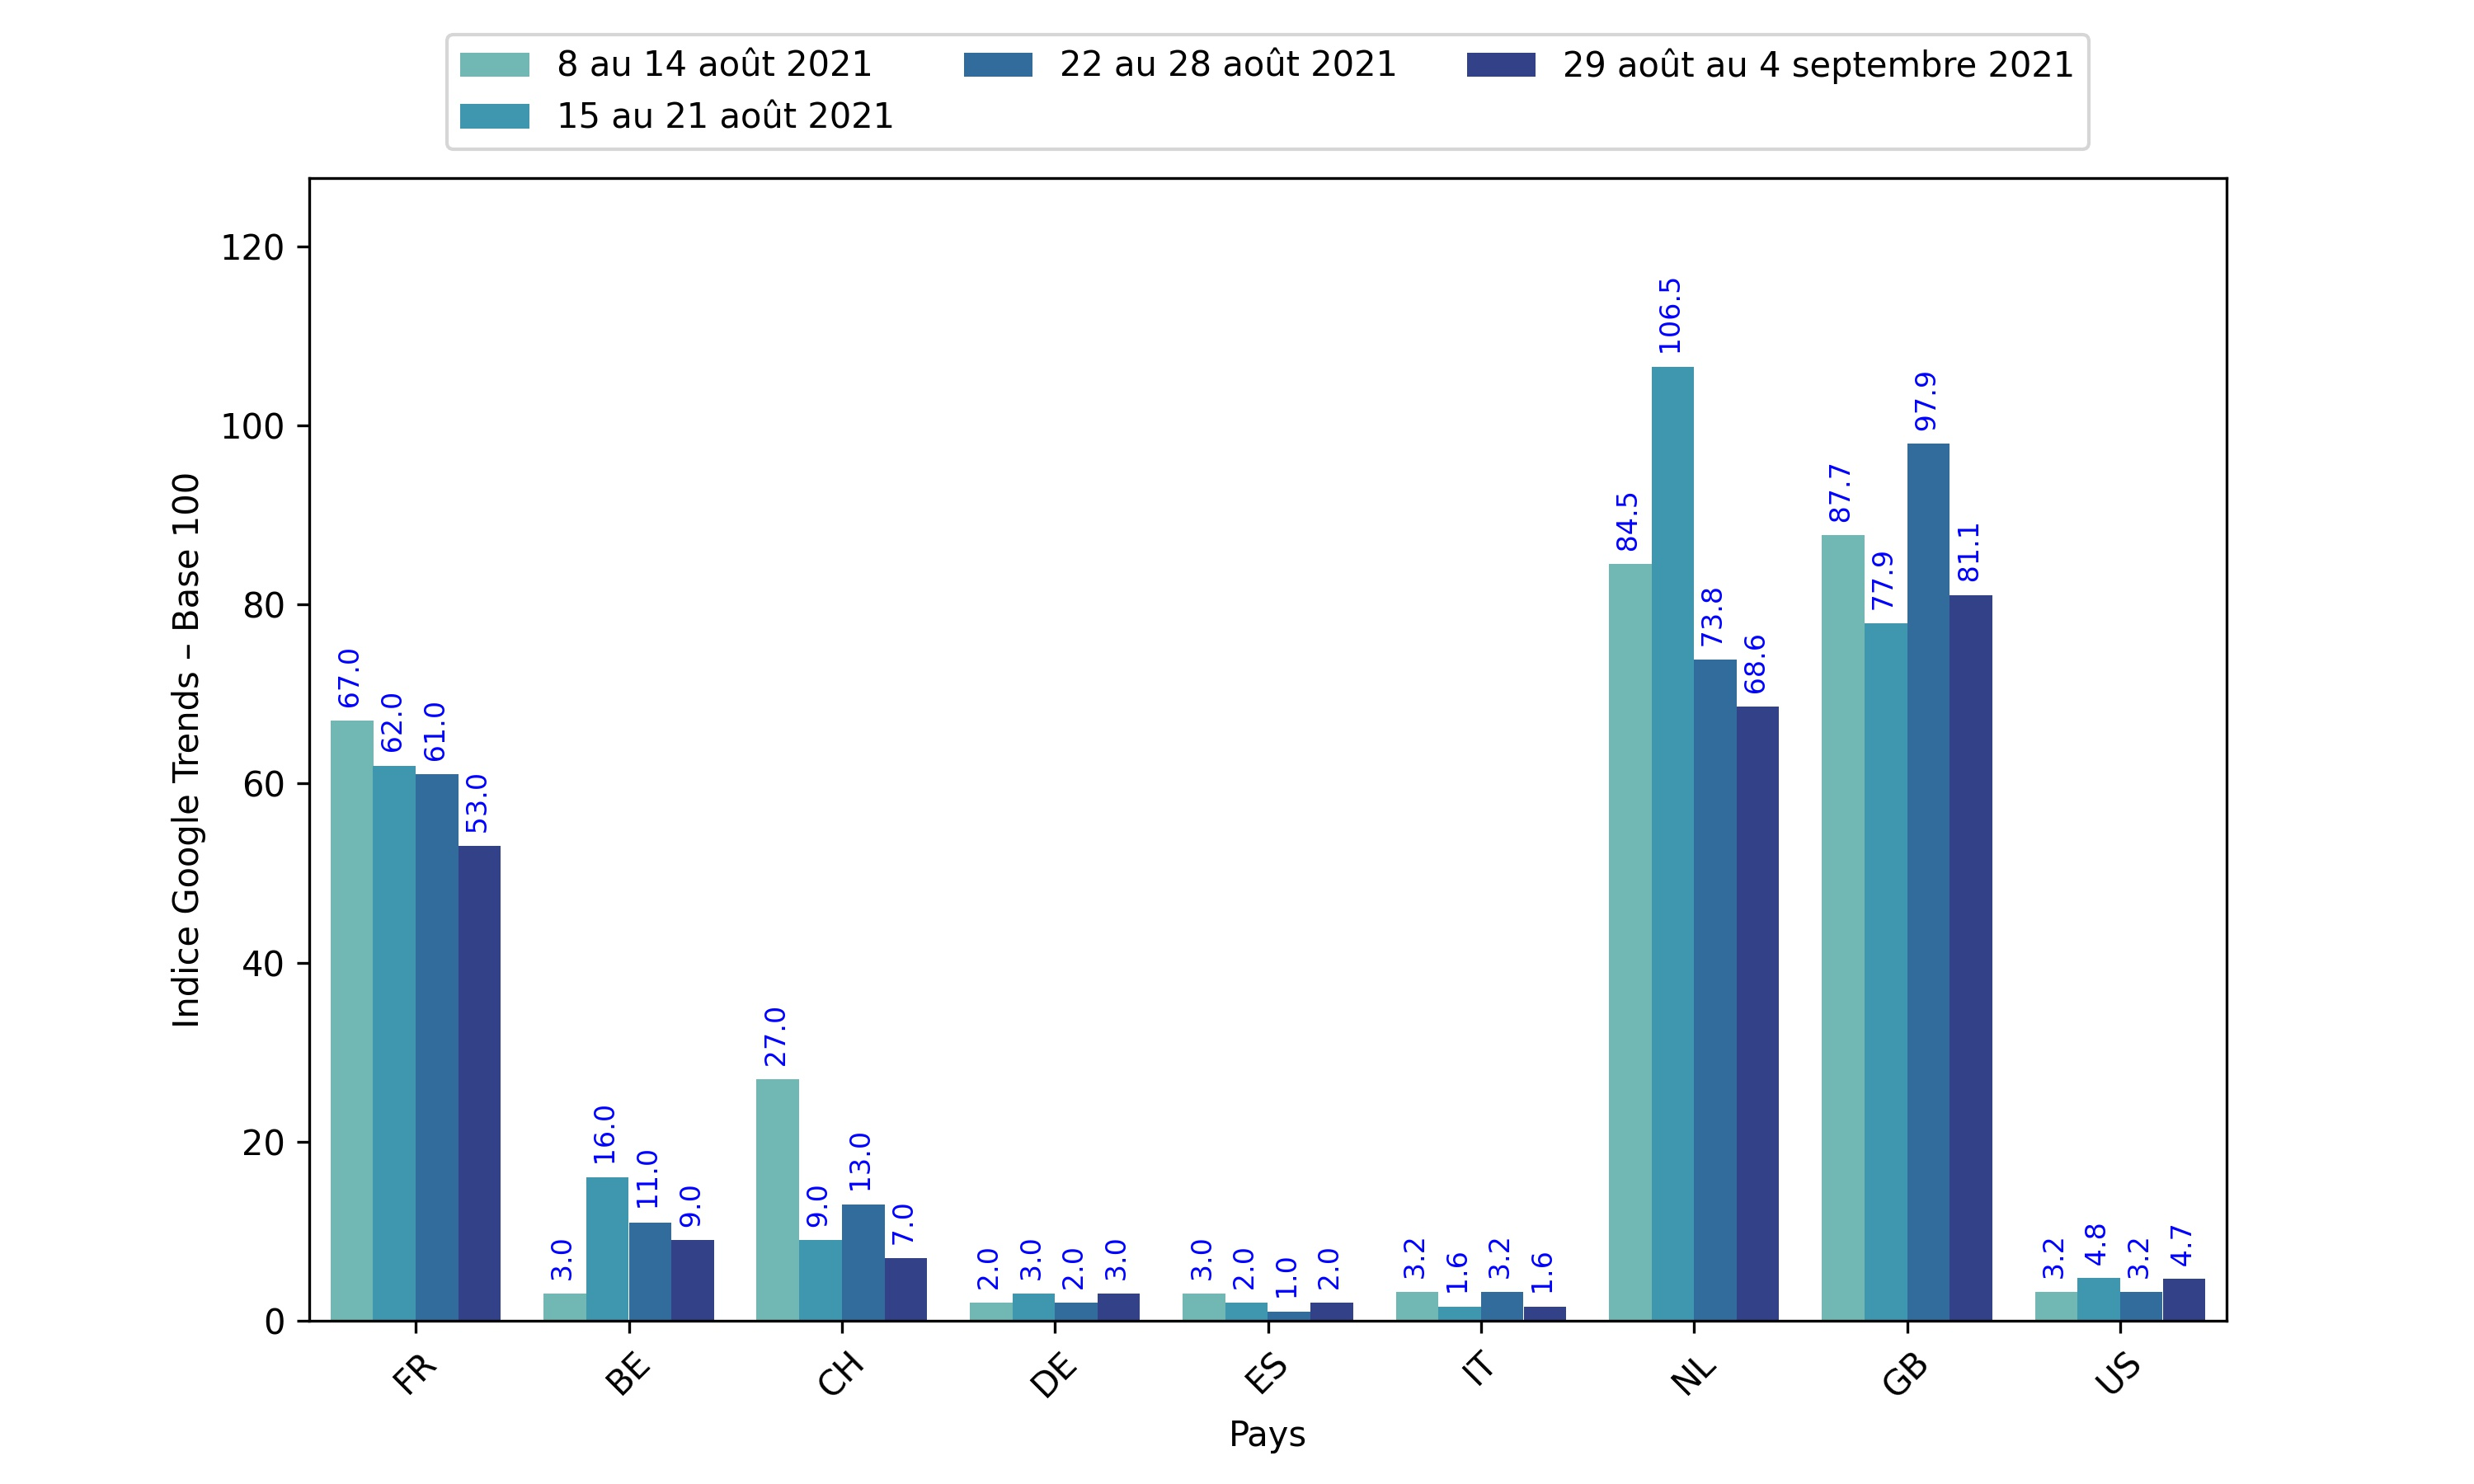 8 au 14 août 2021
15 au 21 août 2021
22 au 28 août 2021
29 août au 4 septembre 2021
Indice Google Trends – Base 100
120
100
80
60
40
20
0
67.0 62.0 61.0 53.0
3.0 16.0 11.0 9.0
27.0 9.0 13.0 7.0
2.0 3.0 2.0 3.0
3.0 2.0 1.0 2.0
3.2 1.6 3.2 1.6
84.5 106.5 73.8 68.6
87.7 77.9 97.9 81.1
3.2 4.8 3.2 4.7
FR BE CH DE ES IT NL GB US
Pays